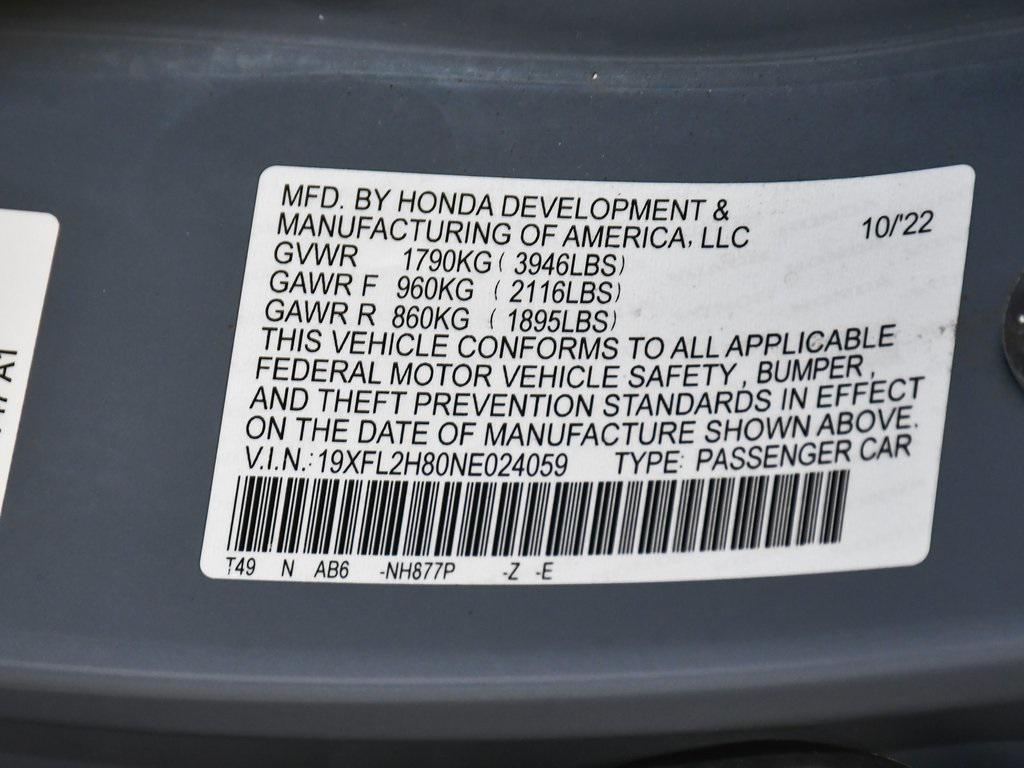 MFD. BY HONDA DEVELOPMENT &
MANUFACTURING OF AMERICA, LLC 10/'22
GVWR 1790KG ( 3946LBS)
GAWR F 960KG ( 2116LBS)
GAWR R 860KG ( 1895LBS)
THIS VEHICLE CONFORMS TO ALL APPLICABLE
FEDERAL MOTOR VEHICLE SAFETY, BUMPER,
AND THEFT PREVENTION STANDARDS IN EFFECT
ON THE DATE OF MANUFACTURE SHOWN ABOVE.
V.I.N.: 19XFL2H80NE024059 TYPE: PASSENGER CAR
T49 N AB6 -NH877P -Z -E
A1